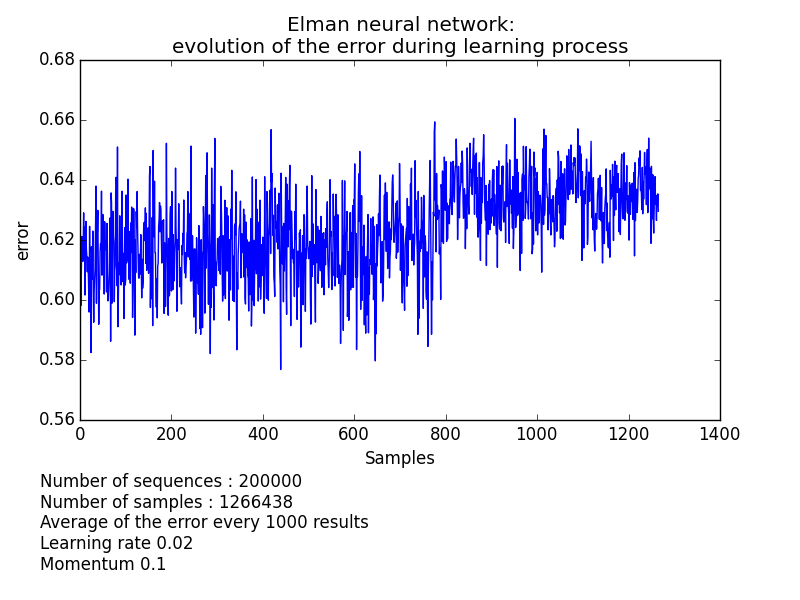 Elman neural network:
evolution of the error during learning process
0.68
0.66
0.64
0.62
0.60
0.58
0.56
error
0 200 400 600 800 1000 1200 1400
Samples
Number of sequences : 200000
Number of samples : 1266438
Average of the error every 1000 results
Learning rate 0.02
Momentum 0.1